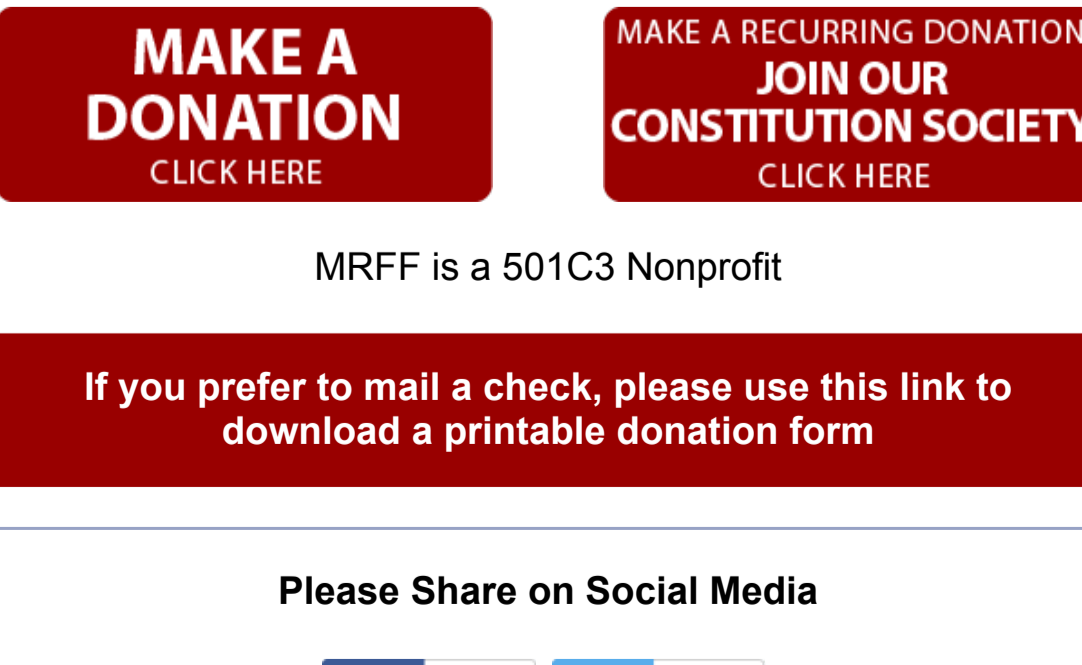 MAKE A
DONATION
CLICK HERE
MAKE A RECURRING DONATION
JOIN OUR
CONSTITUTION SOCIETY
CLICK HERE
MRFF is a 501C3 Nonprofit
If you prefer to mail a check, please use this link to
download a printable donation form
Please Share on Social Media